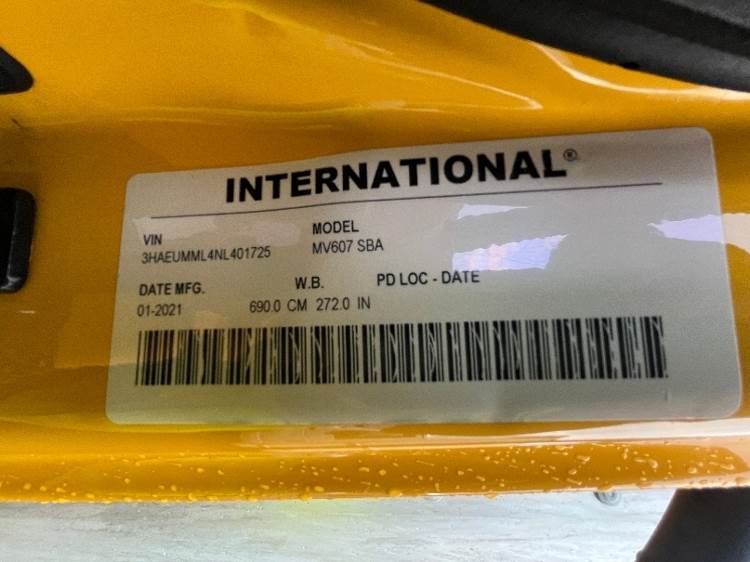 INTERNATIONAL®
VIN
3HAEUMML4NL401725
MODEL
MV607 SBA
DATE MFG.
01-2021
W.B.
690.0 CM 272.0 IN
PD LOC - DATE